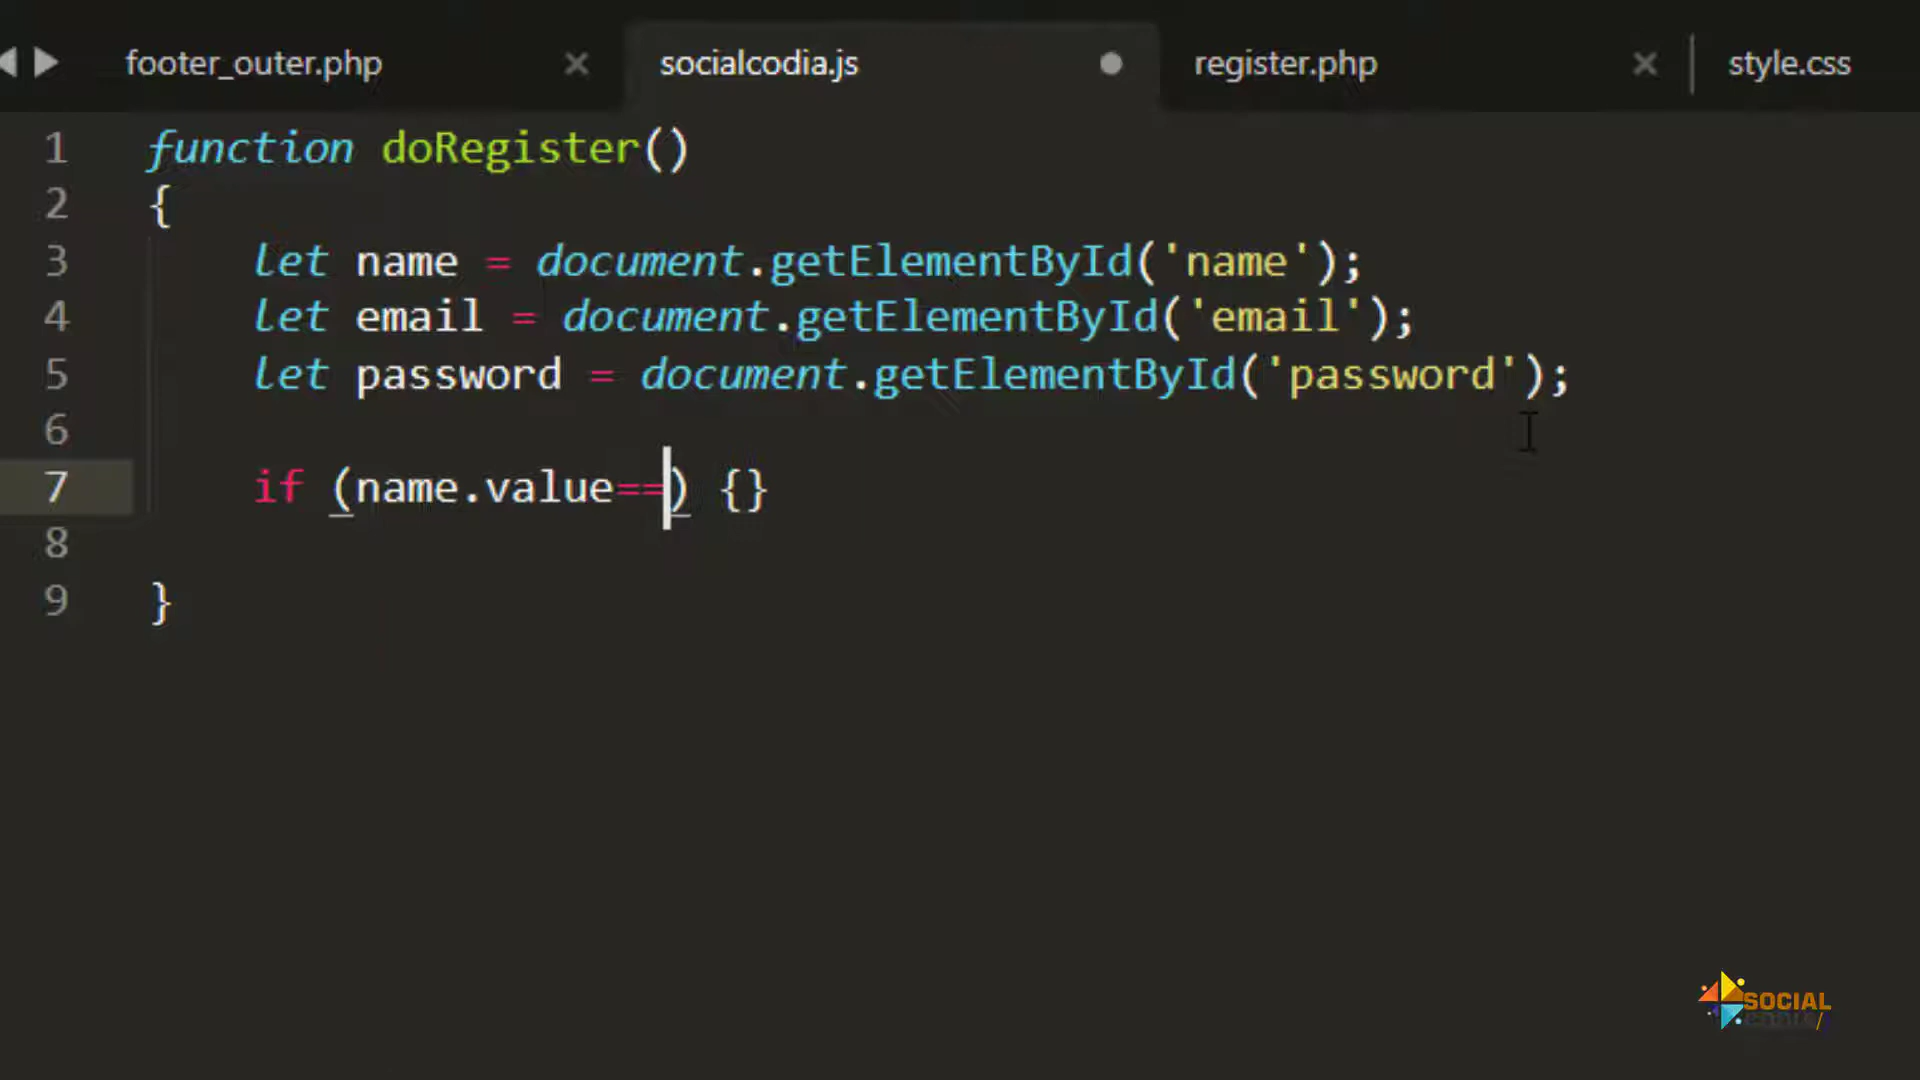 footer_outer.php × socialcodia.js register.php × style.css
1 function doRegister()
2 {
3 let name = document.getElementById('name');
4 let email = document.getElementById('email');
5 let password = document.getElementById('password');
6
7 if (name.value==) {}
8
9 }
SOCIAL